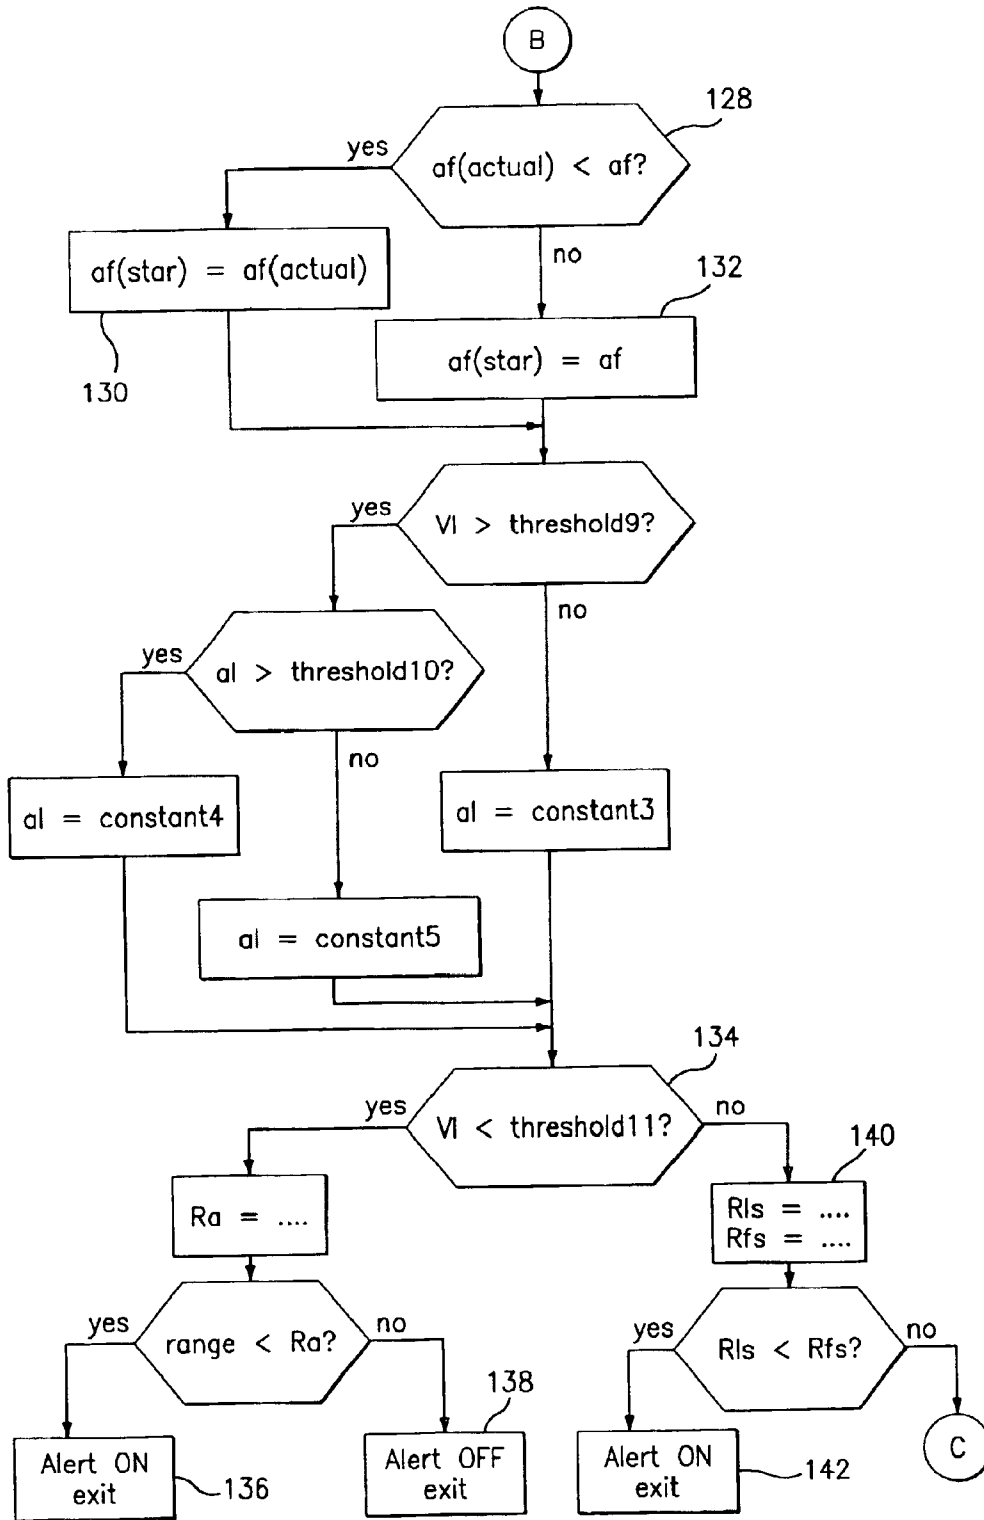 B
128
af(actual) < af?
yes
no
af(star) = af(actual)
130
132
af(star) = af
Vl > threshold9?
yes
no
al > threshold10?
yes
no
al = constant4
al = constant3
al = constant5
134
Vl < threshold11?
yes
no
140
Ra = ....
Rls = ....
Rfs = ....
range < Ra?
yes
no
Rls < Rfs?
yes
no
138
Alert ON
exit
136
Alert OFF
exit
Alert ON
exit
142
C